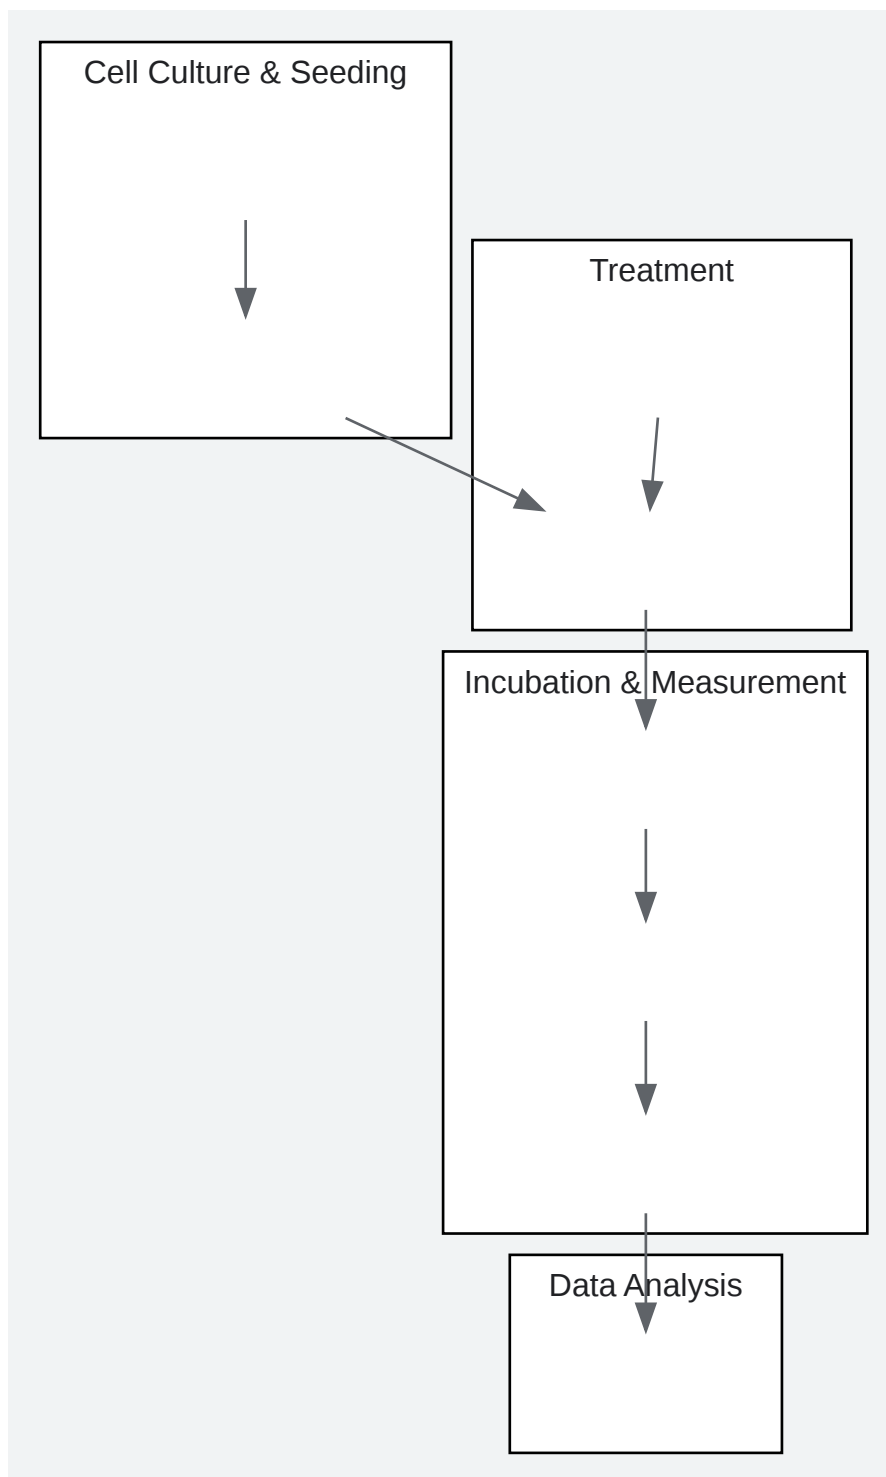 Cell Culture & Seeding
Treatment
Incubation & Measurement
Data Analysis